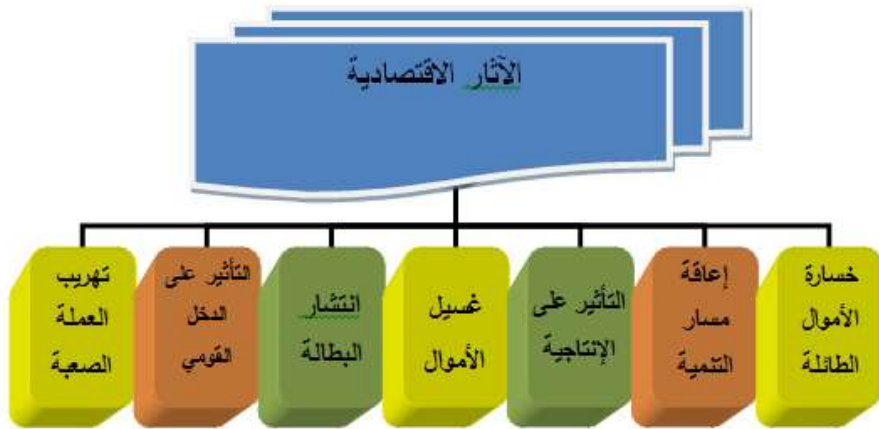 الآثار الاقتصادية
خسارة
الأموال
الطائلة
إعاقة
مسار
التنمية
التأثير على
الإنتاجية
غسيل
الأموال
انتشار
البطالة
التأثير على
الدخل
القومي
تهريب
العملة
الصعبة